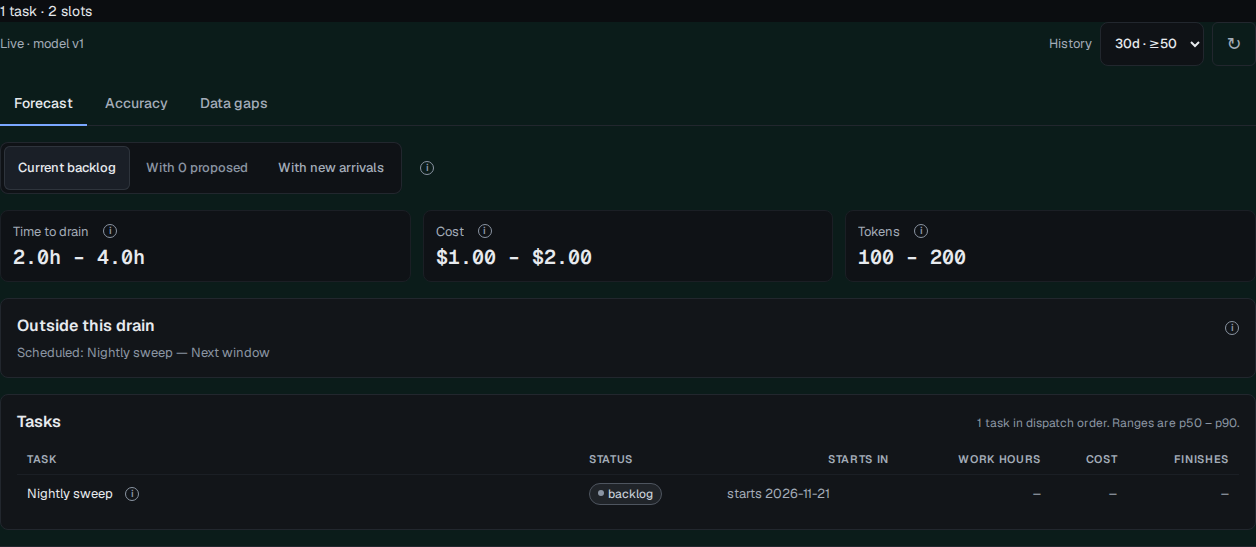 1 task · 2 slots
Live · model v1 History 30d · ≥50 ↻
Forecast Accuracy Data gaps
Current backlog With 0 proposed With new arrivals
Time to drain Cost Tokens
2.0h – 4.0h $1.00 – $2.00 100 – 200
Outside this drain
Scheduled: Nightly sweep — Next window
Tasks 1 task in dispatch order. Ranges are p50 – p90.
TASK STATUS STARTS IN WORK HOURS COST FINISHES
Nightly sweep backlog starts 2026-11-21 – – –